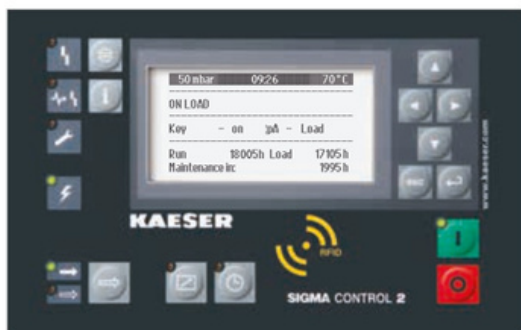 50 mbar 09:26 70°C
ON LOAD
Key - on pA - Load
Run 18005h Load 17105h
Maintenance in: 1995h
esc
www.kaeser.com
KAESER
RFID
I
O
SIGMA CONTROL 2